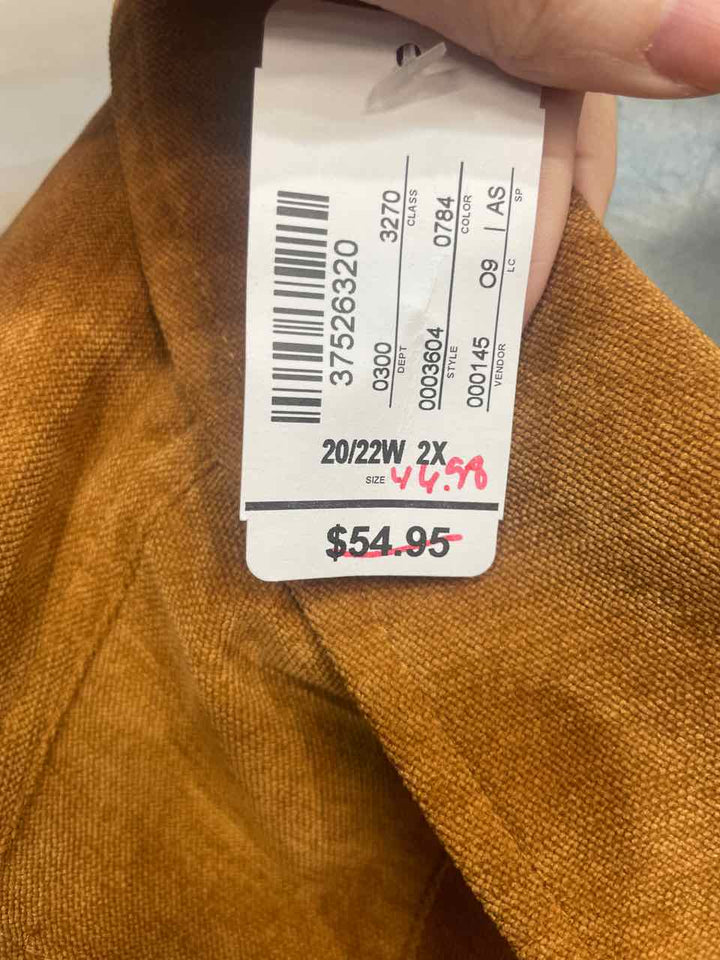 37526320
0300 3270
DEPT CLASS
0003604 0784
STYLE COLOR
000145 O9 | AS
VENDOR LC SP
20/22W 2X
SIZE 44.98
$54.95